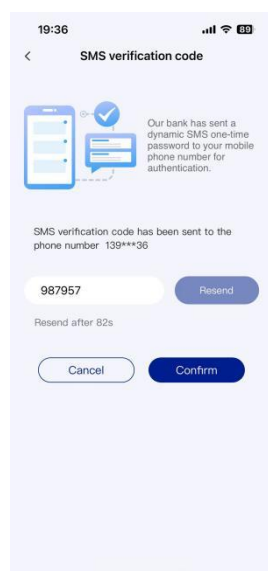 19:36
89
SMS verification code
Our bank has sent a
dynamic SMS one-time
password to your mobile
phone number for
authentication.
SMS verification code has been sent to the
phone number 139***36
987957
Resend
Resend after 82s
Cancel
Confirm